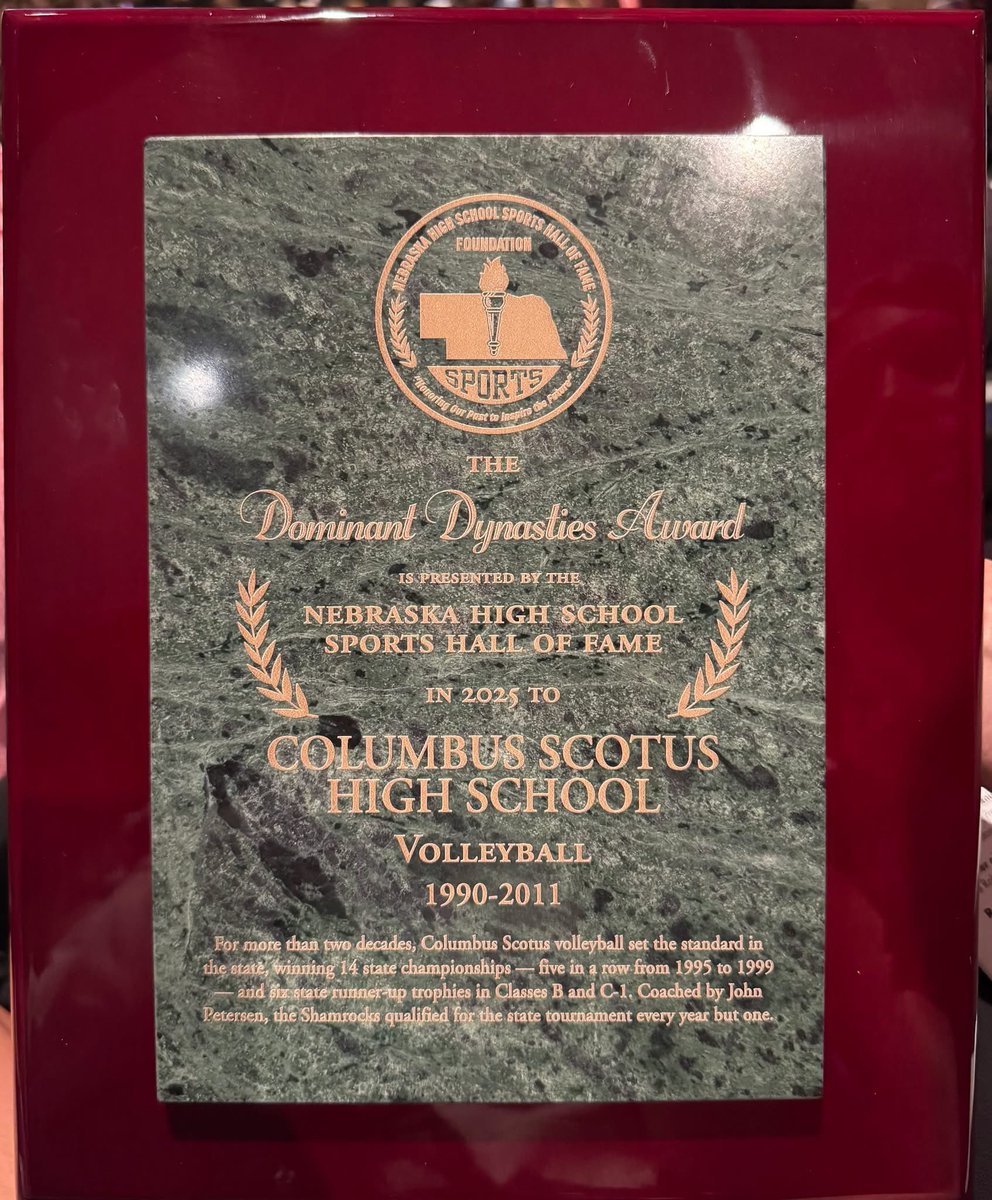 NEBRASKA HIGH SCHOOL SPORTS HALL OF FAME
FOUNDATION
SPORTS
"Honoring Our Past to Inspire the Future"
THE
Dominant Dynasties Award
IS PRESENTED BY THE
NEBRASKA HIGH SCHOOL
SPORTS HALL OF FAME
IN 2025 TO
COLUMBUS SCOTUS
HIGH SCHOOL
VOLLEYBALL
1990-2011
For more than two decades, Columbus Scotus volleyball set the standard in
the state, winning 14 state championships — five in a row from 1995 to 1999
— and six state runner-up trophies in Classes B and C-1. Coached by John
Petersen, the Shamrocks qualified for the state tournament every year but one.